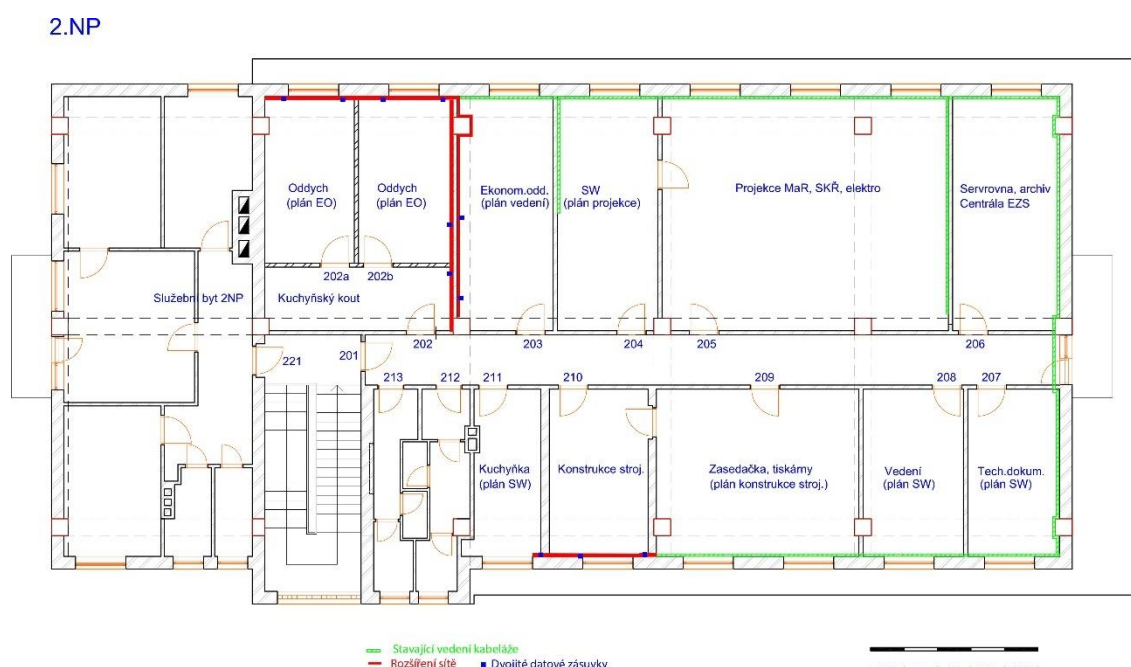 2.NP
Oddych
(plán EO)
Oddych
(plán EO)
Ekonom.odd.
(plán vedení)
SW
(plán projekce)
Projekce MaR, SKŘ, elektro
Servrovna, archiv
Centrála EZS
202a
202b
Služební byt 2NP
Kuchyňský kout
221
201
202
203
204
205
206
213
212
211
210
209
208
207
Kuchyňka
(plán SW)
Konstrukce stroj.
Zasedačka, tiskárny
(plán konstrukce stroj.)
Vedení
(plán SW)
Tech.dokum.
(plán SW)
Stavající vedení kabeláže
Rozšíření sítě
Dvojité datové zásuvky